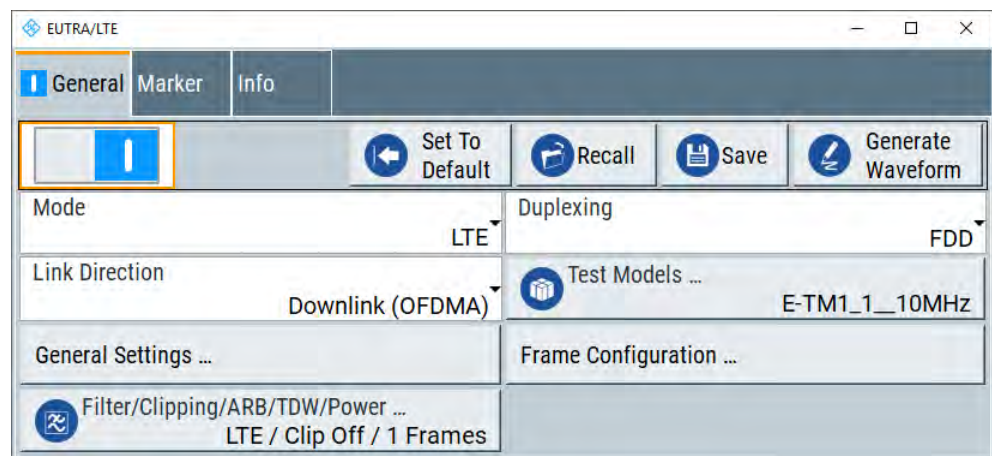 EUTRA/LTE
General Marker Info
Set To
Default
Recall
Save
Generate
Waveform
Mode
LTE
Duplexing
FDD
Link Direction
Downlink (OFDMA)
Test Models ...
E-TM1_1__10MHz
General Settings ...
Frame Configuration ...
Filter/Clipping/ARB/TDW/Power ...
LTE / Clip Off / 1 Frames